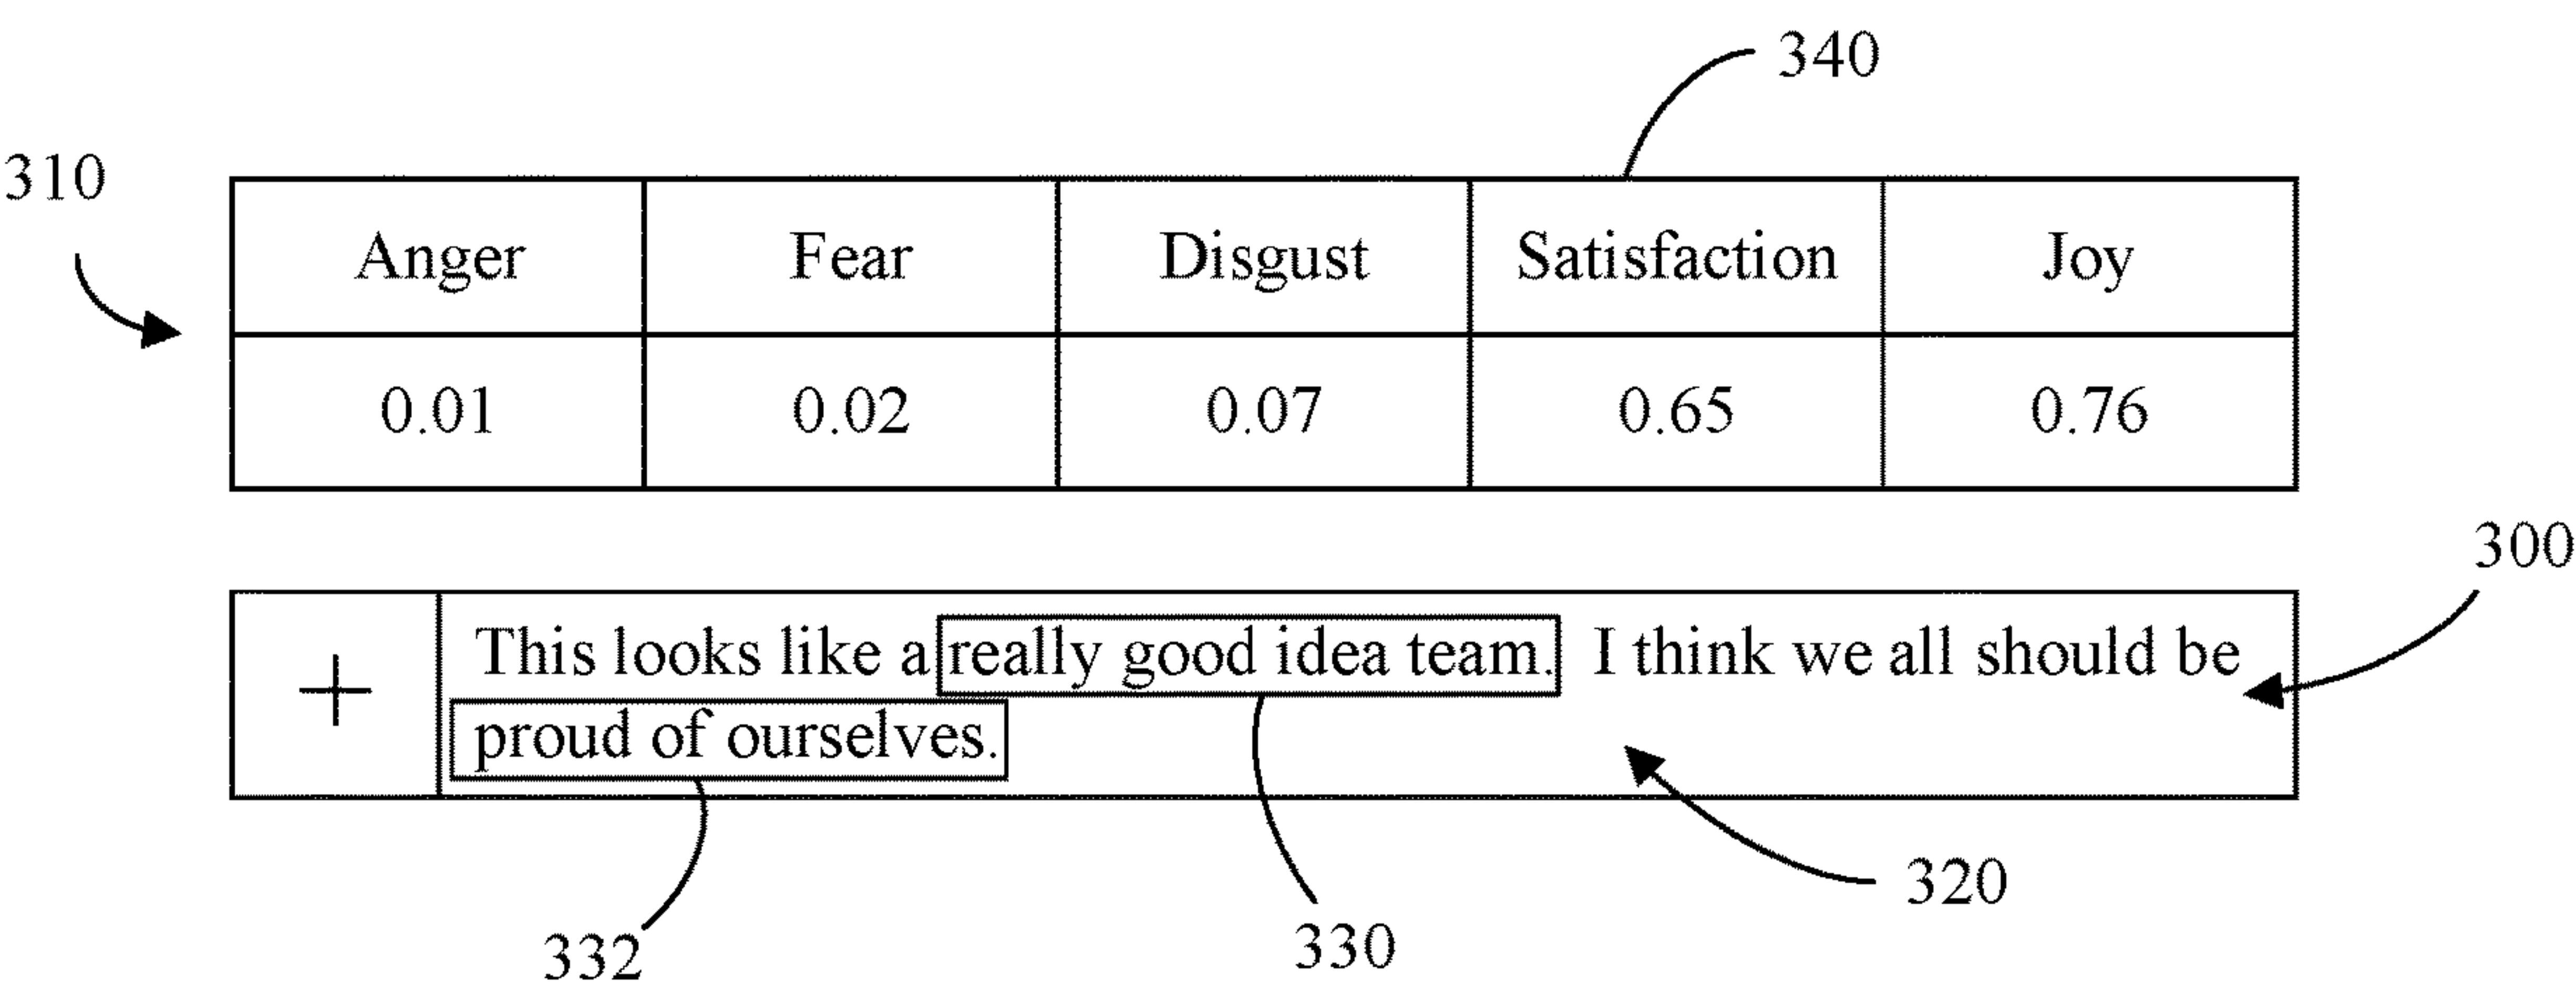 340
310
Anger Fear Disgust Satisfaction Joy
0.01 0.02 0.07 0.65 0.76
300
+ This looks like a really good idea team. I think we all should be
proud of ourselves.
320
332 330